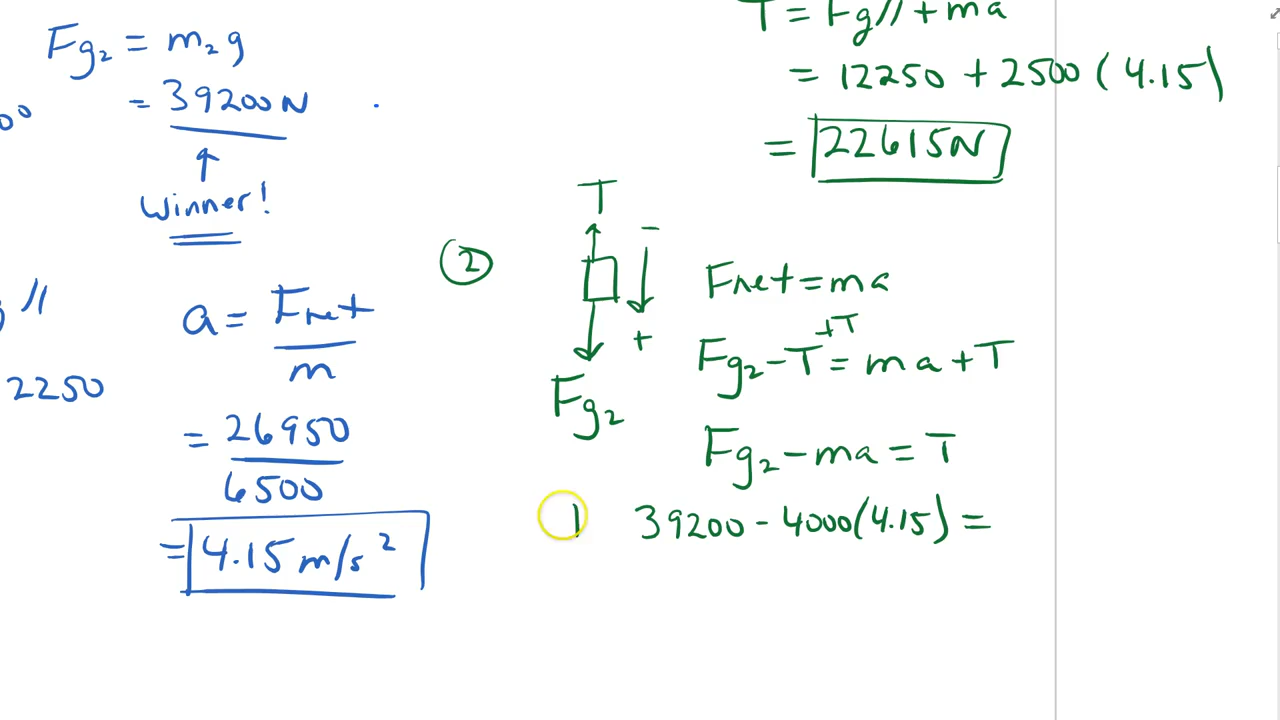 Fg₂ = m₂g
= 39200N
Winner!
a = Fnet
m
= 26950
6500
= 4.15 m/s²
//
2250
T = Fg// + ma
= 12250 + 2500 (4.15)
= 22615N
②
T
−
+
Fg₂
Fnet = ma
+T
Fg₂ − T = ma + T
Fg₂ − ma = T
39200 − 4000(4.15) =